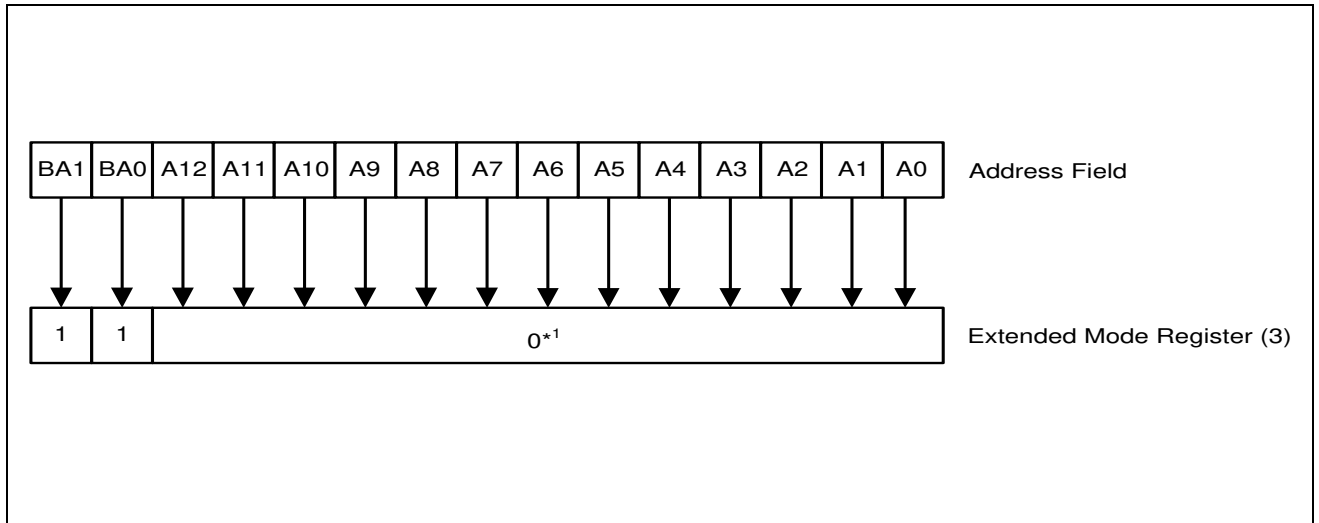 BA1 BA0 A12 A11 A10 A9 A8 A7 A6 A5 A4 A3 A2 A1 A0 Address Field
1 1 0*1 Extended Mode Register (3)